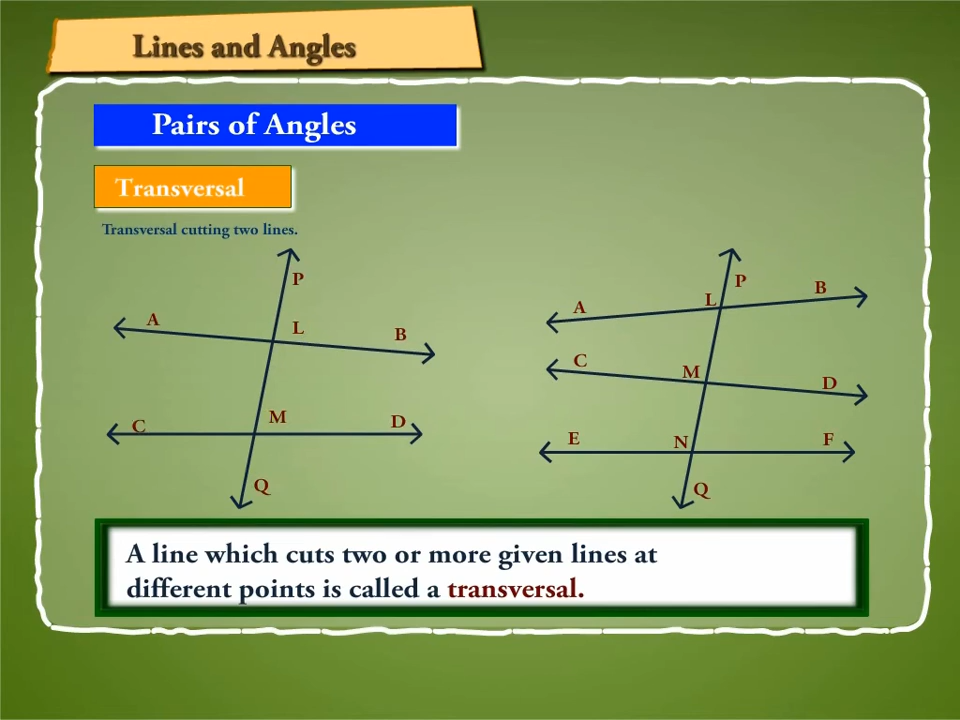 Lines and Angles
Pairs of Angles
Transversal
Transversal cutting two lines.
P
A
L
B
C
M
D
Q
P
B
L
A
C
M
D
E
N
F
Q
A line which cuts two or more given lines at
different points is called a transversal.